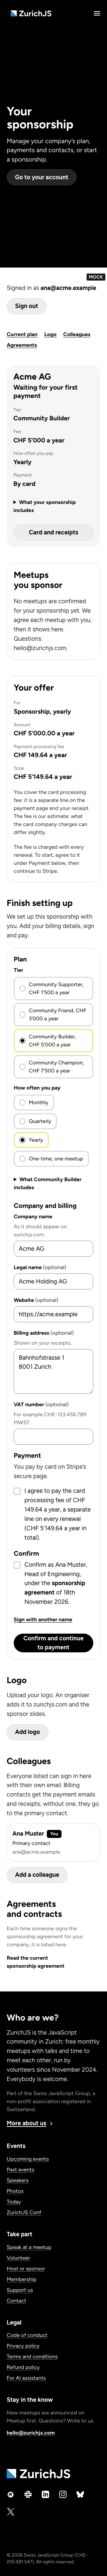 ZurichJS
Your
sponsorship
Manage your company's plan,
payments and contracts, or start
a sponsorship.
Go to your account
MOCK
Signed in as ana@acme.example
Sign out
Current plan Logo Colleagues
Agreements
Acme AG
Waiting for your first
payment
Tier
Community Builder
Fee
CHF 5'000 a year
How often you pay
Yearly
Payment
By card
What your sponsorship
includes
Card and receipts
Meetups
you sponsor
No meetups are confirmed
for your sponsorship yet. We
agree each meetup with you,
then it shows here.
Questions:
hello@zurichjs.com.
Your offer
For
Sponsorship, yearly
Amount
CHF 5'000.00 a year
Payment processing fee
CHF 149.64 a year
Total
CHF 5'149.64 a year
You cover the card processing
fee: it is a separate line on the
payment page and your receipt.
The fee is our estimate; what
the card company charges can
differ slightly.
The fee is charged with every
renewal. To start, agree to it
under Payment below, then
continue to Stripe.
Finish setting up
We set up this sponsorship with
you. Add your billing details, sign
and pay.
Plan
Tier
Community Supporter,
CHF 1'500 a year
Community Friend, CHF
3'000 a year
Community Builder,
CHF 5'000 a year
Community Champion,
CHF 7'500 a year
How often you pay
Monthly
Quarterly
Yearly
One-time, one meetup
What Community Builder
includes
Company and billing
Company name
As it should appear on
zurichjs.com.
Acme AG
Legal name (optional)
Acme Holding AG
Website (optional)
https://acme.example
Billing address (optional)
Shown on your receipts.
Bahnhofstrasse 1
8001 Zurich
VAT number (optional)
For example CHE-123.456.789
MWST.
Payment
You pay by card on Stripe's
secure page.
I agree to pay the card
processing fee of CHF
149.64 a year, a separate
line on every renewal
(CHF 5'149.64 a year in
total).
Confirm
Confirm as Ana Muster,
Head of Engineering,
under the sponsorship
agreement of 18th
November 2026.
Sign with another name
Confirm and continue
to payment
Logo
Upload your logo. An organiser
adds it to zurichjs.com and the
sponsor slides.
Add logo
Colleagues
Everyone listed can sign in here
with their own email. Billing
contacts get the payment emails
and receipts; without one, they go
to the primary contact.
Ana Muster You
Primary contact
ana@acme.example
Add a colleague
Agreements
and contracts
Each time someone signs the
sponsorship agreement for your
company, it is listed here.
Read the current
sponsorship agreement
Who are we?
ZurichJS is the JavaScript
community in Zurich: free monthly
meetups with talks and time to
meet each other, run by
volunteers since November 2024.
Everybody is welcome.
Part of the Swiss JavaScript Group, a
non-profit association registered in
Switzerland.
More about us
Events
Upcoming events
Past events
Speakers
Photos
Today
ZurichJS Conf
Take part
Speak at a meetup
Volunteer
Host or sponsor
Membership
Support us
Contact
Legal
Code of conduct
Privacy policy
Terms and conditions
Refund policy
For AI assistants
Stay in the know
New meetups are announced on
Meetup first. Questions? Write to us.
hello@zurichjs.com
ZurichJS
© 2026 Swiss JavaScript Group (CHE-
255.581.547). All rights reserved.